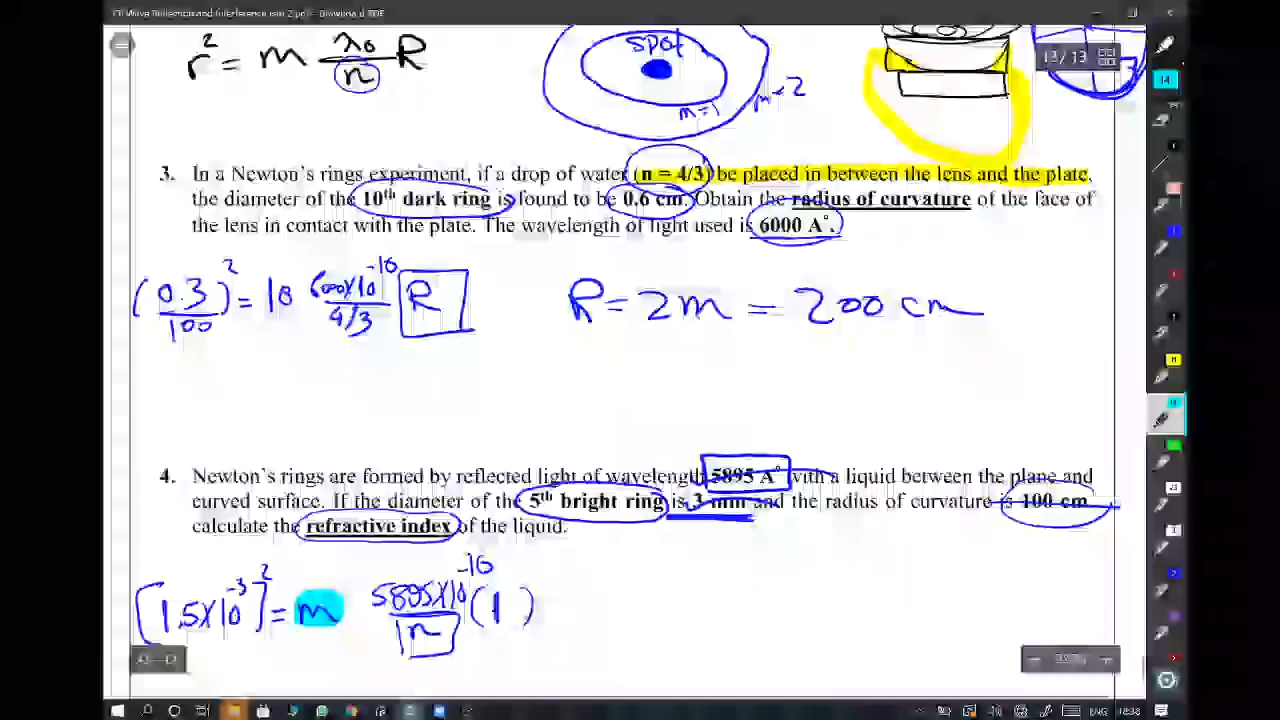 r² = m λ₀/n R
spot
m=1
m=2
13/13
3. In a Newton's rings experiment, if a drop of water (n = 4/3) be placed in between the lens and the plate,
the diameter of the 10th dark ring is found to be 0.6 cm. Obtain the radius of curvature of the face of
the lens in contact with the plate. The wavelength of light used is 6000 A°.
(0.3/100)² = 10 6000×10⁻¹⁰/4/3 R
R = 2m = 200 cm
4. Newton's rings are formed by reflected light of wavelength 5895 A° with a liquid between the plane and
curved surface. If the diameter of the 5th bright ring is 3 mm and the radius of curvature is 100 cm
calculate the refractive index of the liquid.
[1.5×10⁻³]² = m 5895×10⁻¹⁰/n (1)
ENG